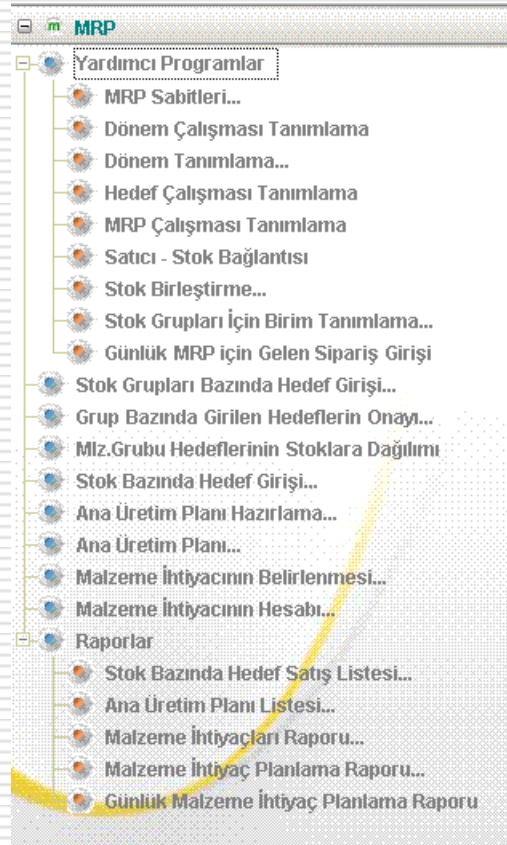 m MRP
Yardımcı Programlar
MRP Sabitleri...
Dönem Çalışması Tanımlama
Dönem Tanımlama...
Hedef Çalışması Tanımlama
MRP Çalışması Tanımlama
Satıcı - Stok Bağlantısı
Stok Birleştirme...
Stok Grupları İçin Birim Tanımlama...
Günlük MRP için Gelen Sipariş Girişi
Stok Grupları Bazında Hedef Girişi...
Grup Bazında Girilen Hedeflerin Onayı...
Mlz.Grubu Hedeflerinin Stoklara Dağılımı
Stok Bazında Hedef Girişi...
Ana Üretim Planı Hazırlama...
Ana Üretim Planı...
Malzeme İhtiyacının Belirlenmesi...
Malzeme İhtiyacının Hesabı...
Raporlar
Stok Bazında Hedef Satış Listesi...
Ana Üretim Planı Listesi...
Malzeme İhtiyaçları Raporu...
Malzeme İhtiyaç Planlama Raporu...
Günlük Malzeme İhtiyaç Planlama Raporu